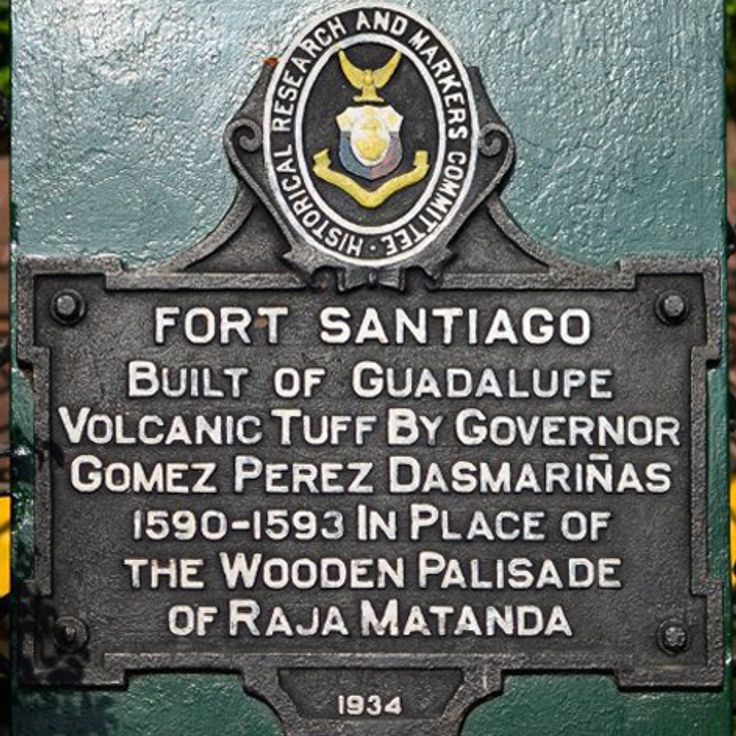 HISTORICAL RESEARCH AND MARKERS COMMITTEE
FORT SANTIAGO
BUILT OF GUADALUPE
VOLCANIC TUFF BY GOVERNOR
GOMEZ PEREZ DASMARIÑAS
1590-1593 IN PLACE OF
THE WOODEN PALISADE
OF RAJA MATANDA
1934